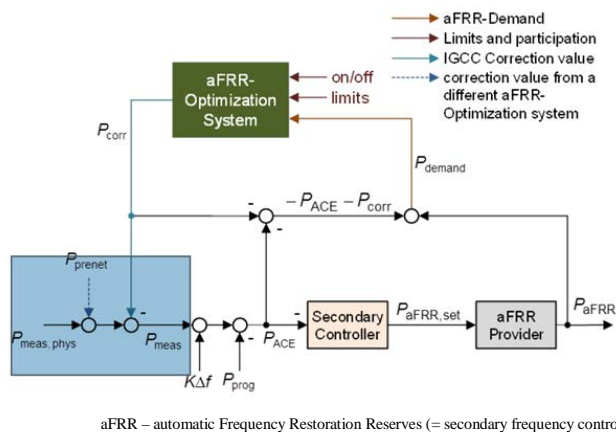 aFRR-Demand
Limits and participation
IGCC Correction value
correction value from a
different aFRR-
Optimization system
aFRR-
Optimization
System
on/off
limits
Pcorr
Pdemand
- PACE - Pcorr
-
-
Pprenet
Pmeas, phys
-
Pmeas
KΔf
Pprog
-
PACE
-
Secondary
Controller
PaFRR, set
aFRR
Provider
PaFRR
aFRR – automatic Frequency Restoration Reserves (= secondary frequency contro